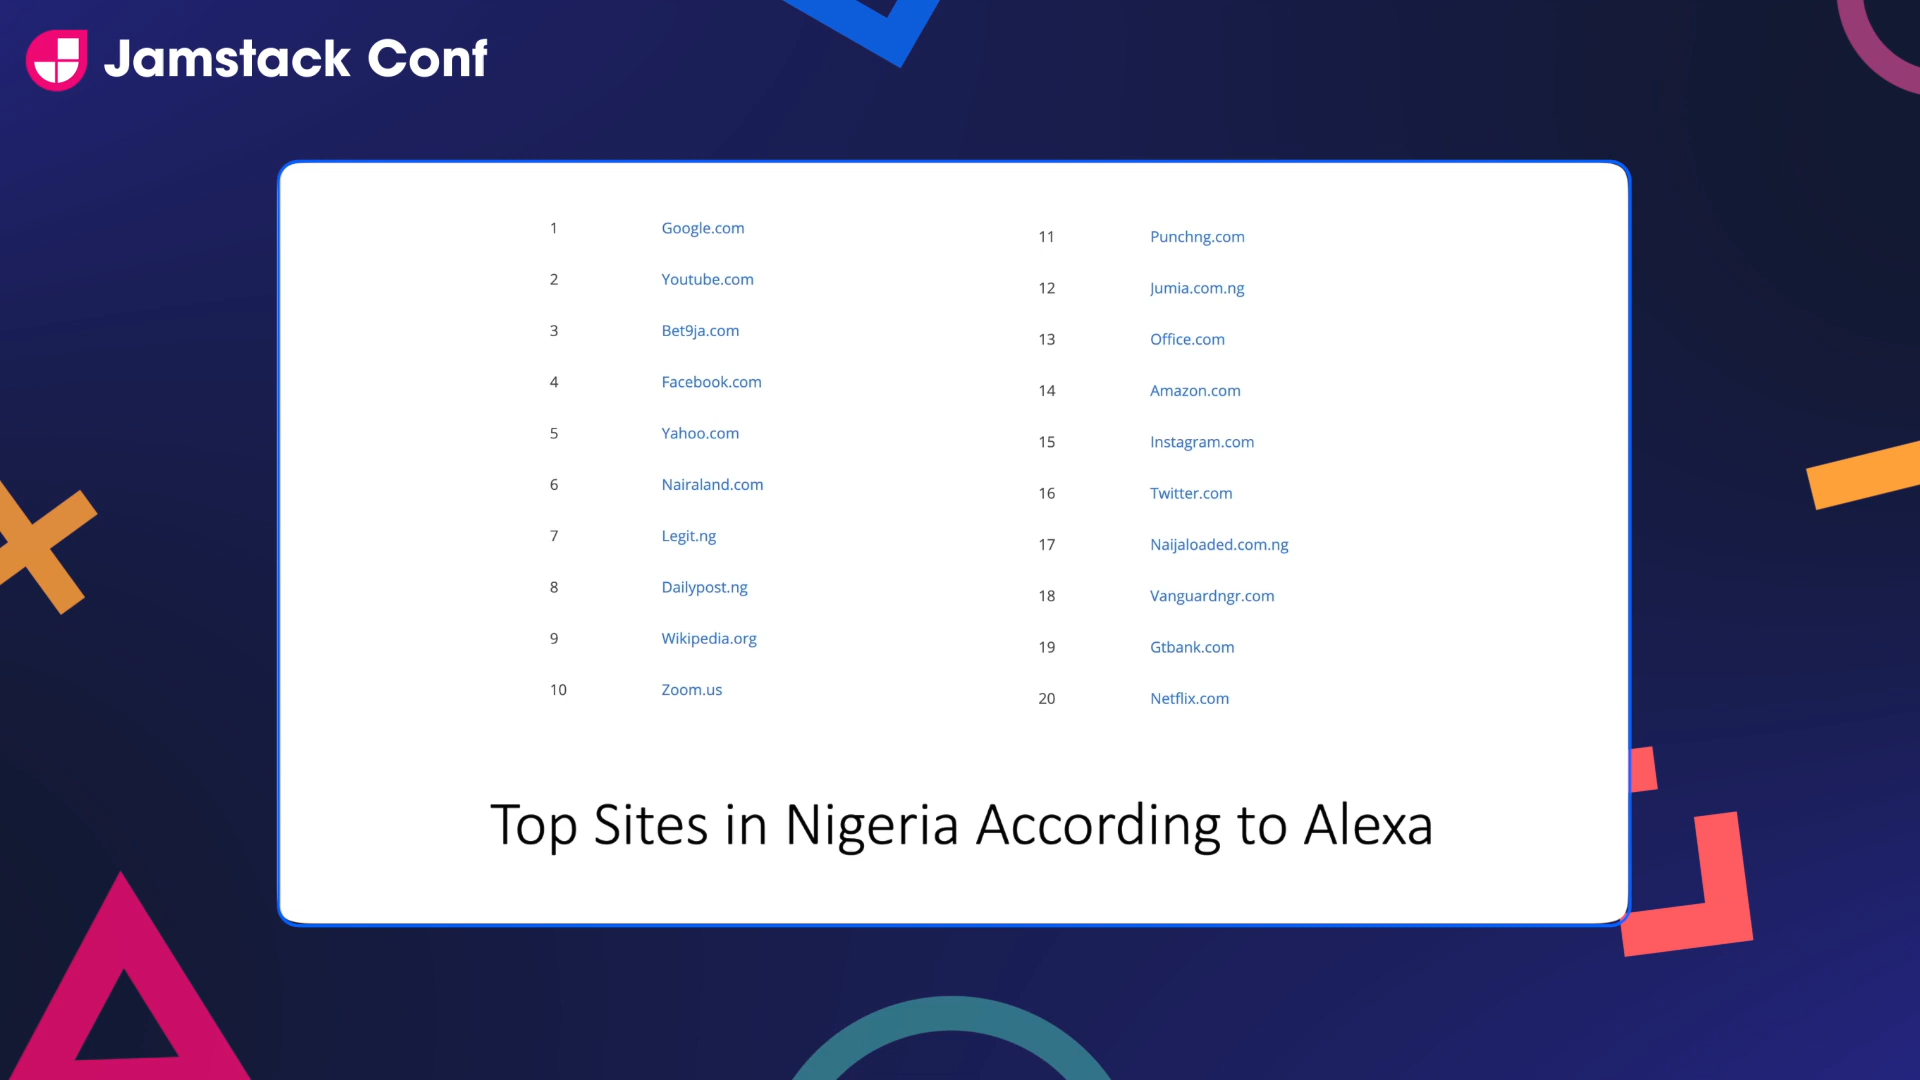 Jamstack Conf
1 Google.com
2 Youtube.com
3 Bet9ja.com
4 Facebook.com
5 Yahoo.com
6 Nairaland.com
7 Legit.ng
8 Dailypost.ng
9 Wikipedia.org
10 Zoom.us
11 Punchng.com
12 Jumia.com.ng
13 Office.com
14 Amazon.com
15 Instagram.com
16 Twitter.com
17 Naijaloaded.com.ng
18 Vanguardngr.com
19 Gtbank.com
20 Netflix.com
Top Sites in Nigeria According to Alexa